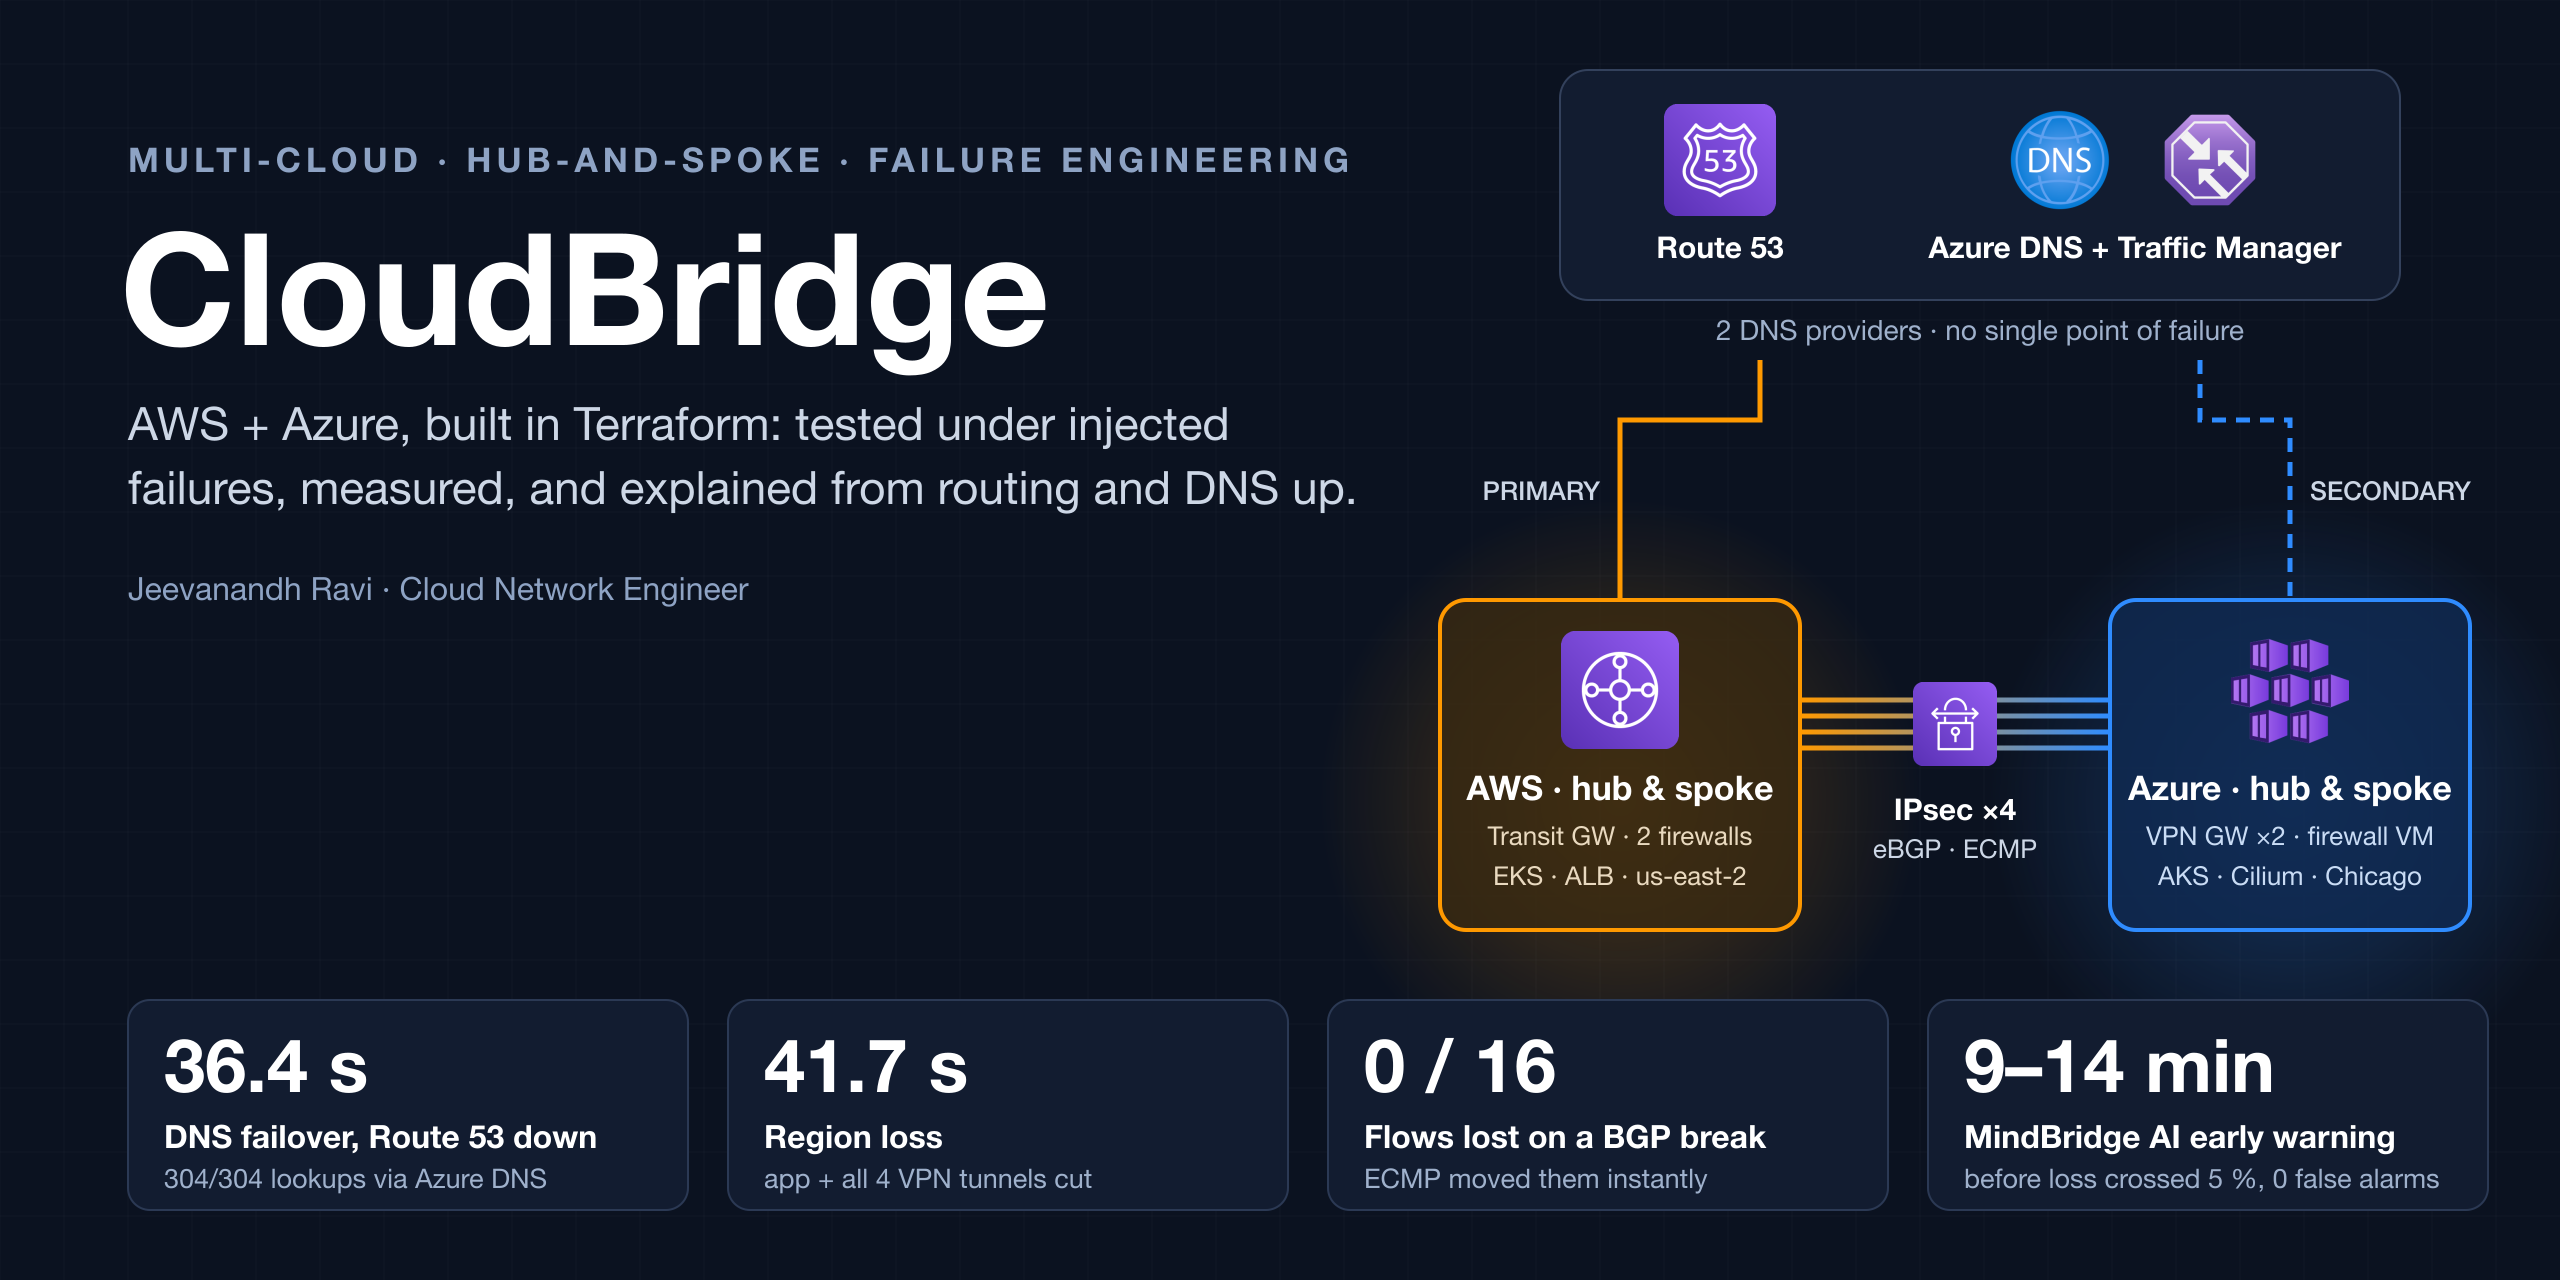 MULTI-CLOUD · HUB-AND-SPOKE · FAILURE ENGINEERING
CloudBridge
AWS + Azure, built in Terraform: tested under injected
failures, measured, and explained from routing and DNS up.
Jeevanandh Ravi · Cloud Network Engineer
53
DNS
Route 53
Azure DNS + Traffic Manager
2 DNS providers · no single point of failure
PRIMARY
SECONDARY
AWS · hub & spoke
Transit GW · 2 firewalls
EKS · ALB · us-east-2
IPsec ×4
eBGP · ECMP
Azure · hub & spoke
VPN GW ×2 · firewall VM
AKS · Cilium · Chicago
36.4 s
DNS failover, Route 53 down
304/304 lookups via Azure DNS
41.7 s
Region loss
app + all 4 VPN tunnels cut
0 / 16
Flows lost on a BGP break
ECMP moved them instantly
9–14 min
MindBridge AI early warning
before loss crossed 5 %, 0 false alarms